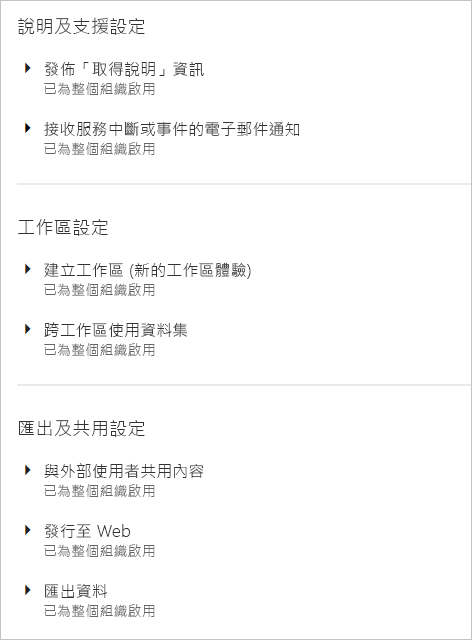 說明及支援設定
發佈「取得說明」資訊
已為整個組織啟用
接收服務中斷或事件的電子郵件通知
已為整個組織啟用
工作區設定
建立工作區 (新的工作區體驗)
已為整個組織啟用
跨工作區使用資料集
已為整個組織啟用
匯出及共用設定
與外部使用者共用內容
已為整個組織啟用
發行至 Web
已為整個組織啟用
匯出資料
已為整個組織啟用